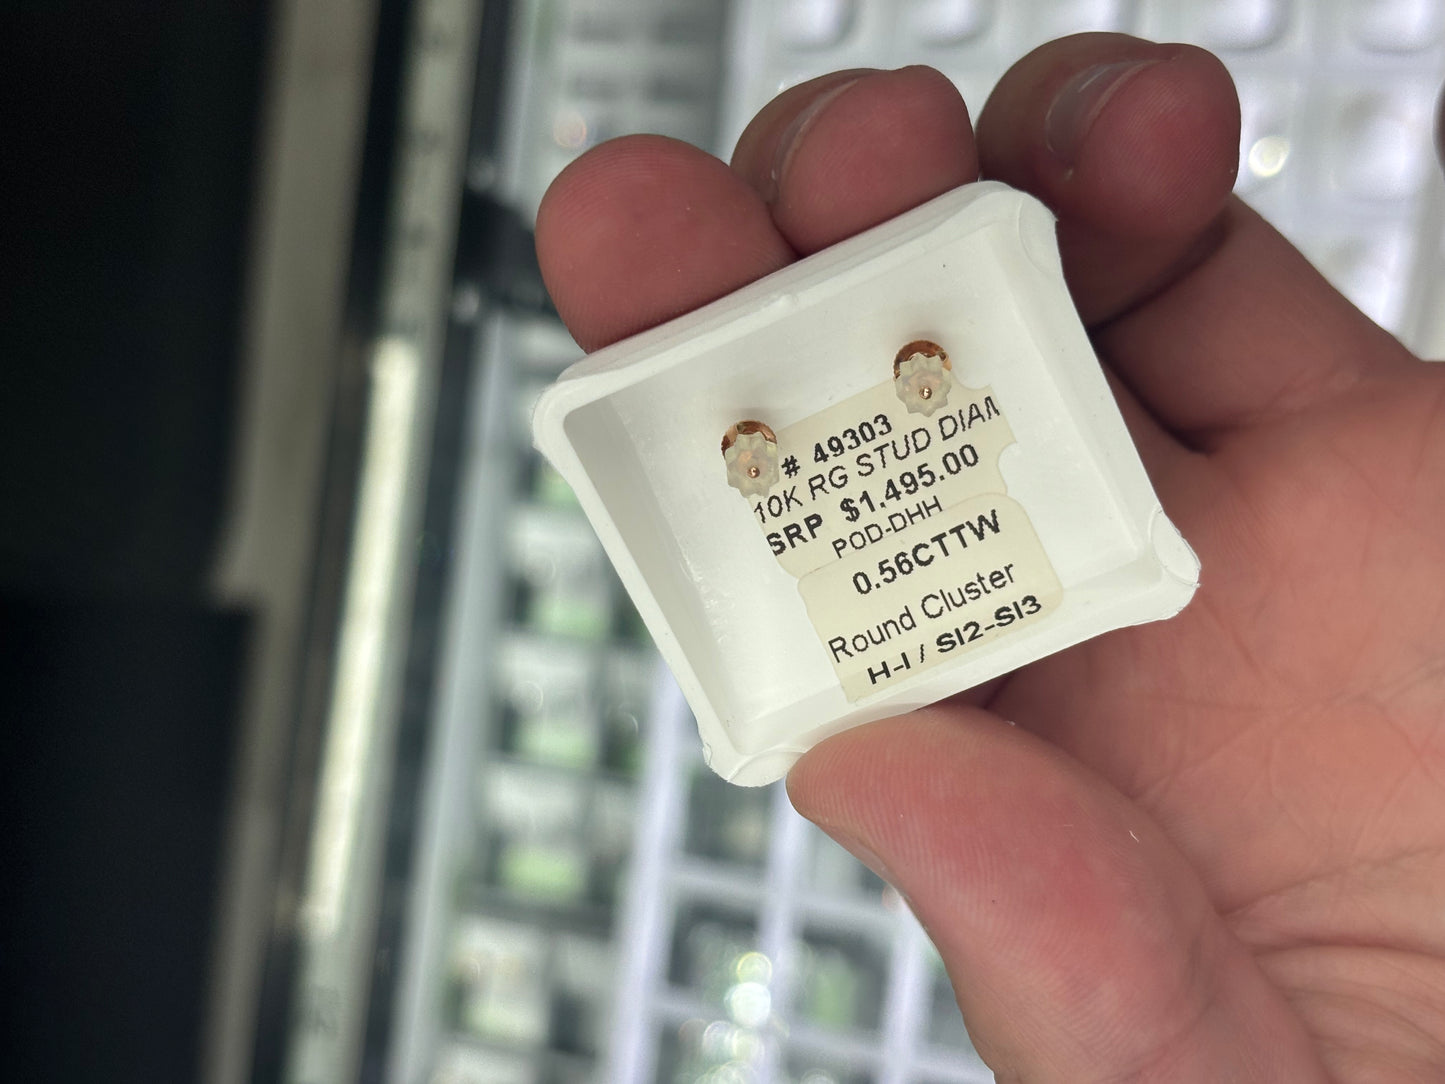 # 49303
10K RG STUD DIAM
SRP $1,495.00
POD-DHH
0.56CTTW
Round Cluster
H-I / SI2-SI3